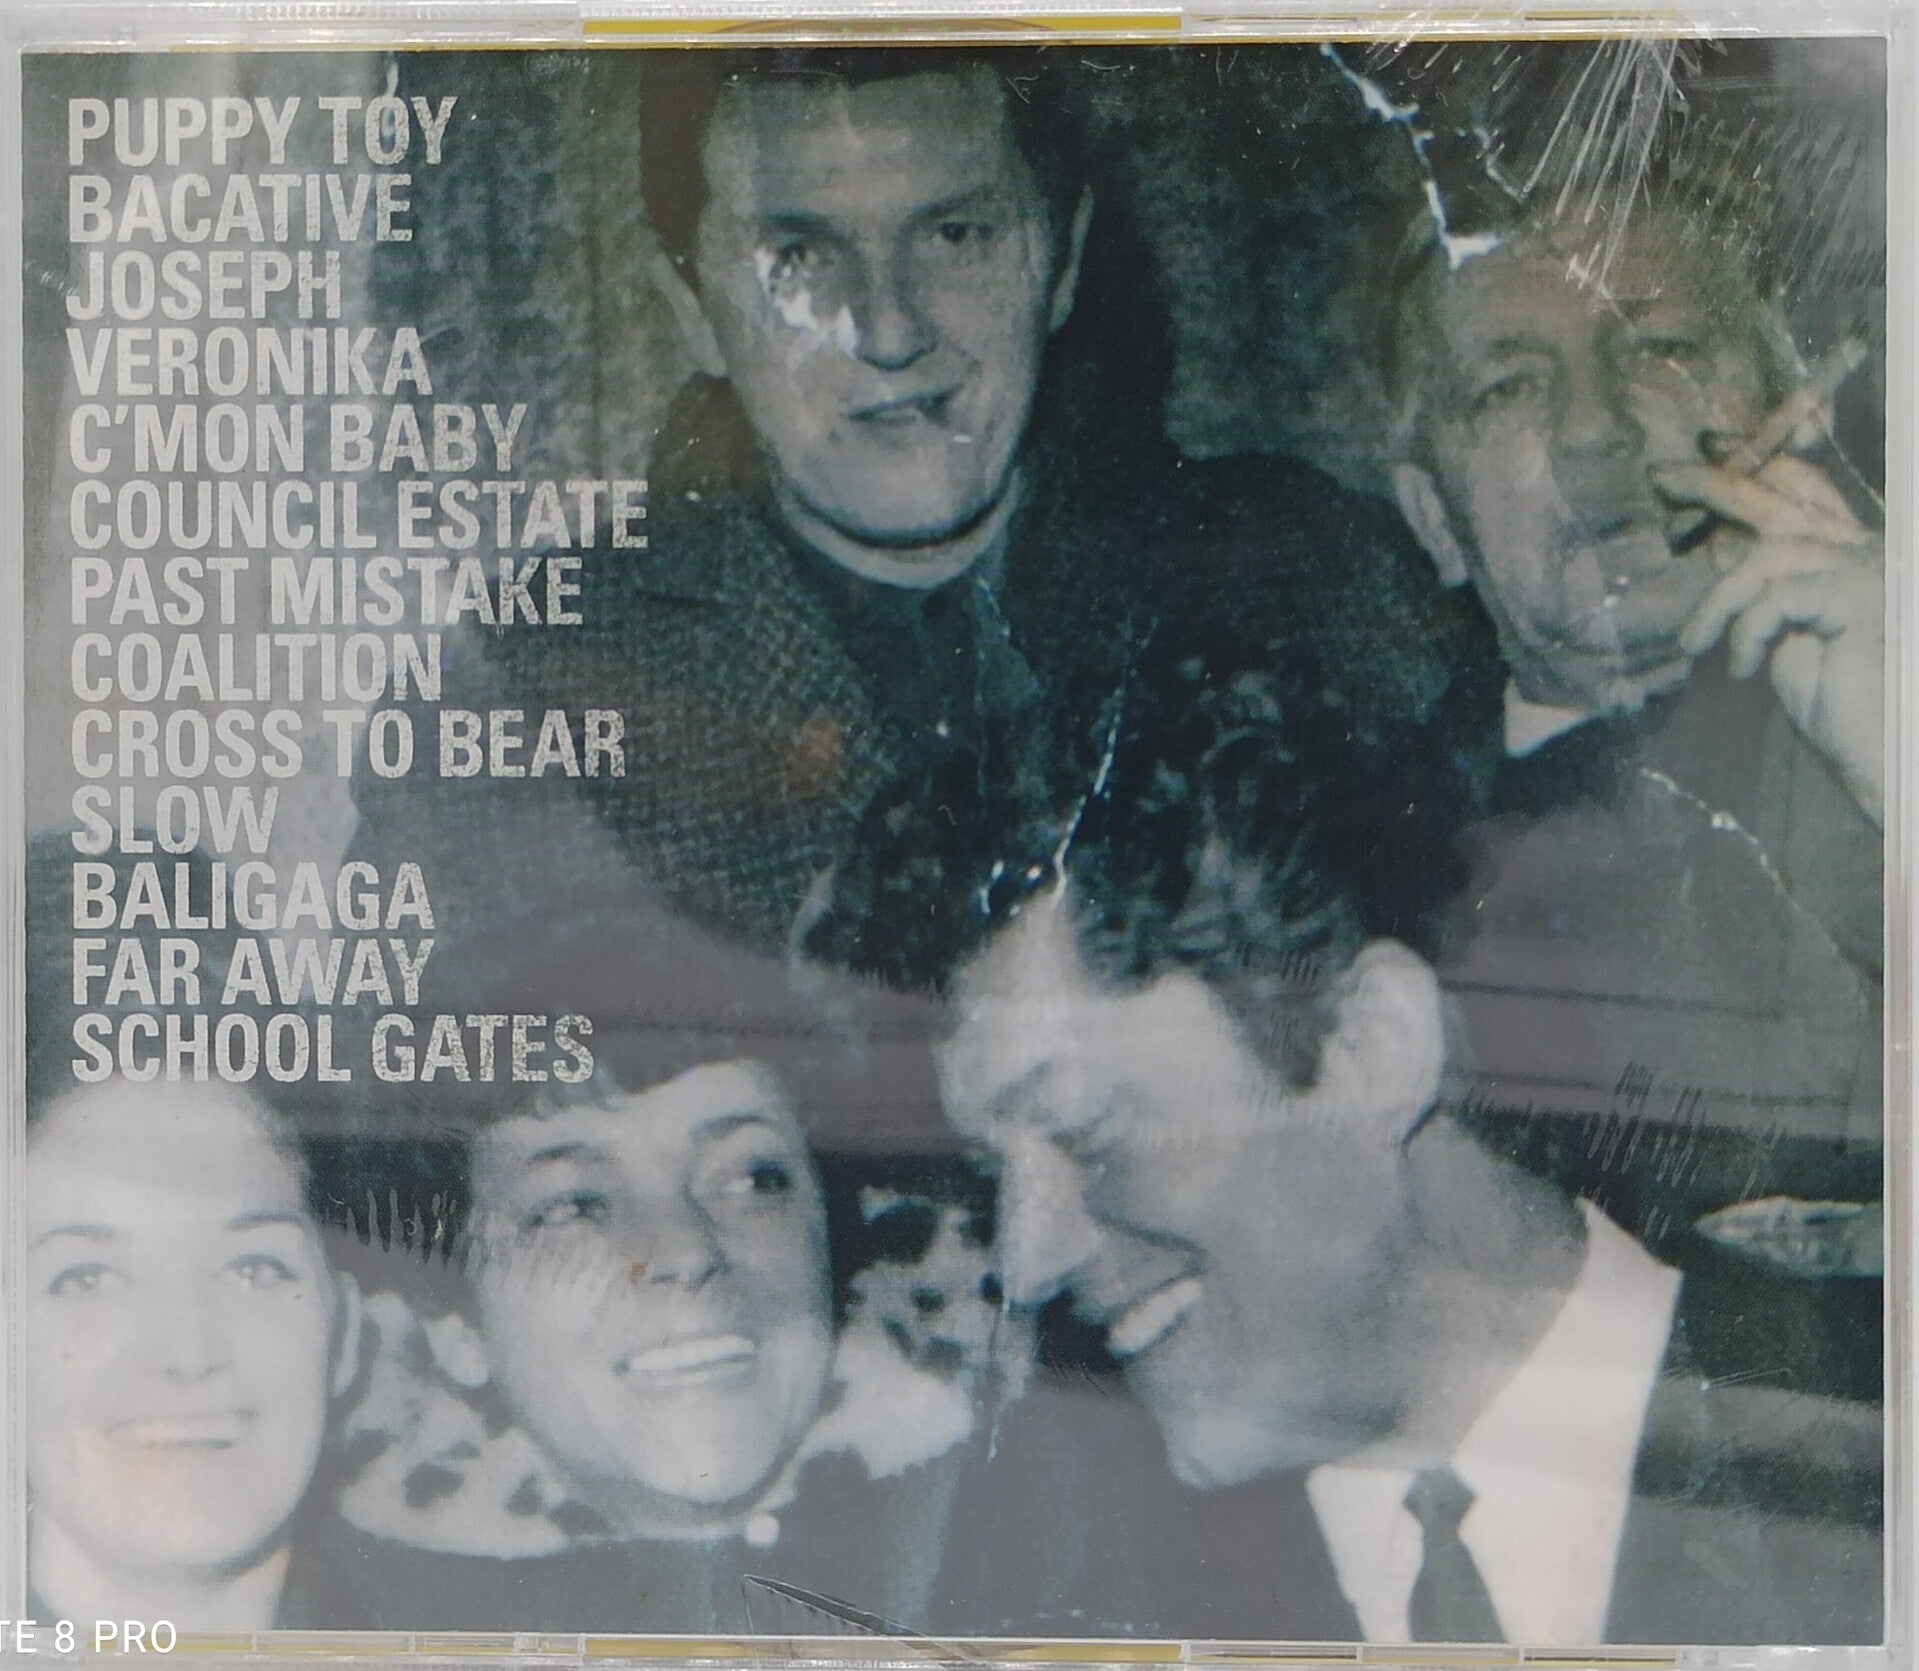 PUPPY TOY
BACATIVE
JOSEPH
VERONIKA
C'MON BABY
COUNCIL ESTATE
PAST MISTAKE
COALITION
CROSS TO BEAR
SLOW
BALIGAGA
FAR AWAY
SCHOOL GATES
TE 8 PRO